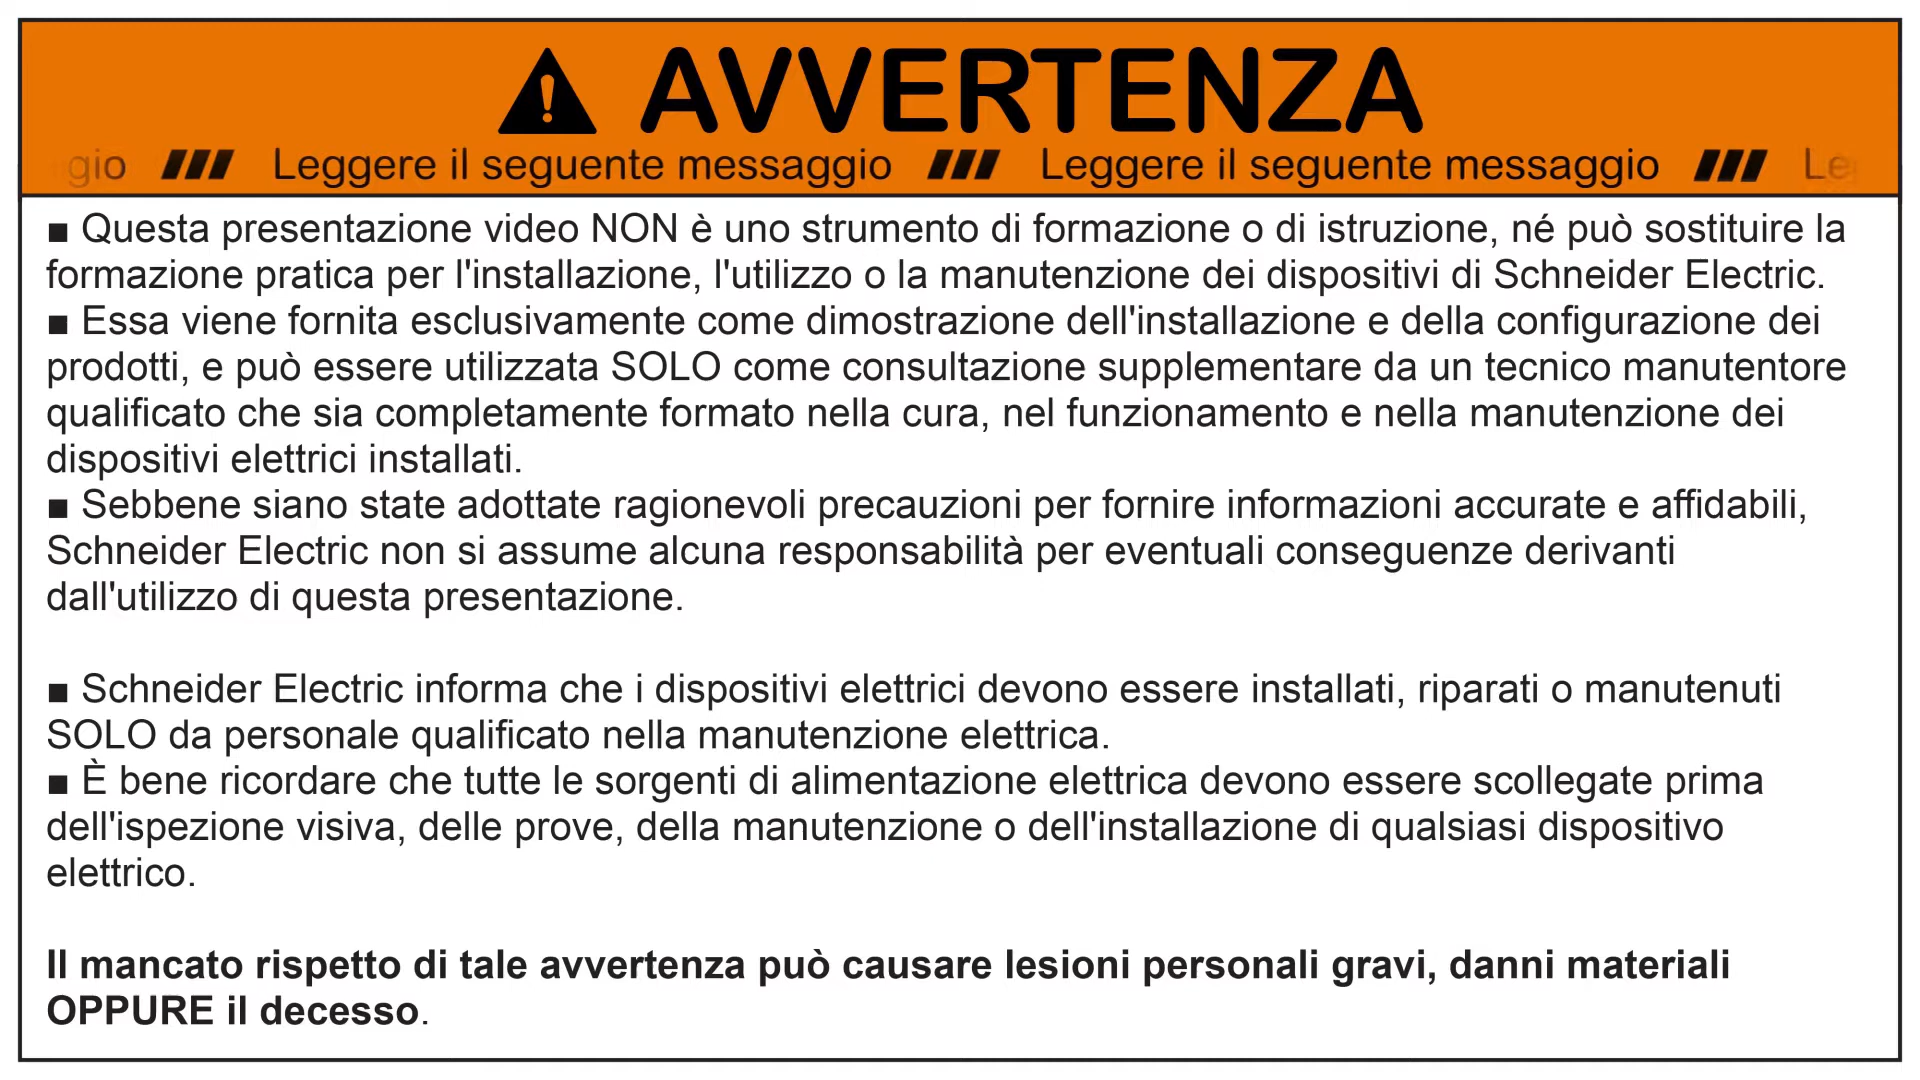 AVVERTENZA
gio /// Leggere il seguente messaggio /// Leggere il seguente messaggio /// Le
■ Questa presentazione video NON è uno strumento di formazione o di istruzione, né può sostituire la
formazione pratica per l'installazione, l'utilizzo o la manutenzione dei dispositivi di Schneider Electric.
■ Essa viene fornita esclusivamente come dimostrazione dell'installazione e della configurazione dei
prodotti, e può essere utilizzata SOLO come consultazione supplementare da un tecnico manutentore
qualificato che sia completamente formato nella cura, nel funzionamento e nella manutenzione dei
dispositivi elettrici installati.
■ Sebbene siano state adottate ragionevoli precauzioni per fornire informazioni accurate e affidabili,
Schneider Electric non si assume alcuna responsabilità per eventuali conseguenze derivanti
dall'utilizzo di questa presentazione.
■ Schneider Electric informa che i dispositivi elettrici devono essere installati, riparati o manutenuti
SOLO da personale qualificato nella manutenzione elettrica.
■ È bene ricordare che tutte le sorgenti di alimentazione elettrica devono essere scollegate prima
dell'ispezione visiva, delle prove, della manutenzione o dell'installazione di qualsiasi dispositivo
elettrico.
Il mancato rispetto di tale avvertenza può causare lesioni personali gravi, danni materiali
OPPURE il decesso.